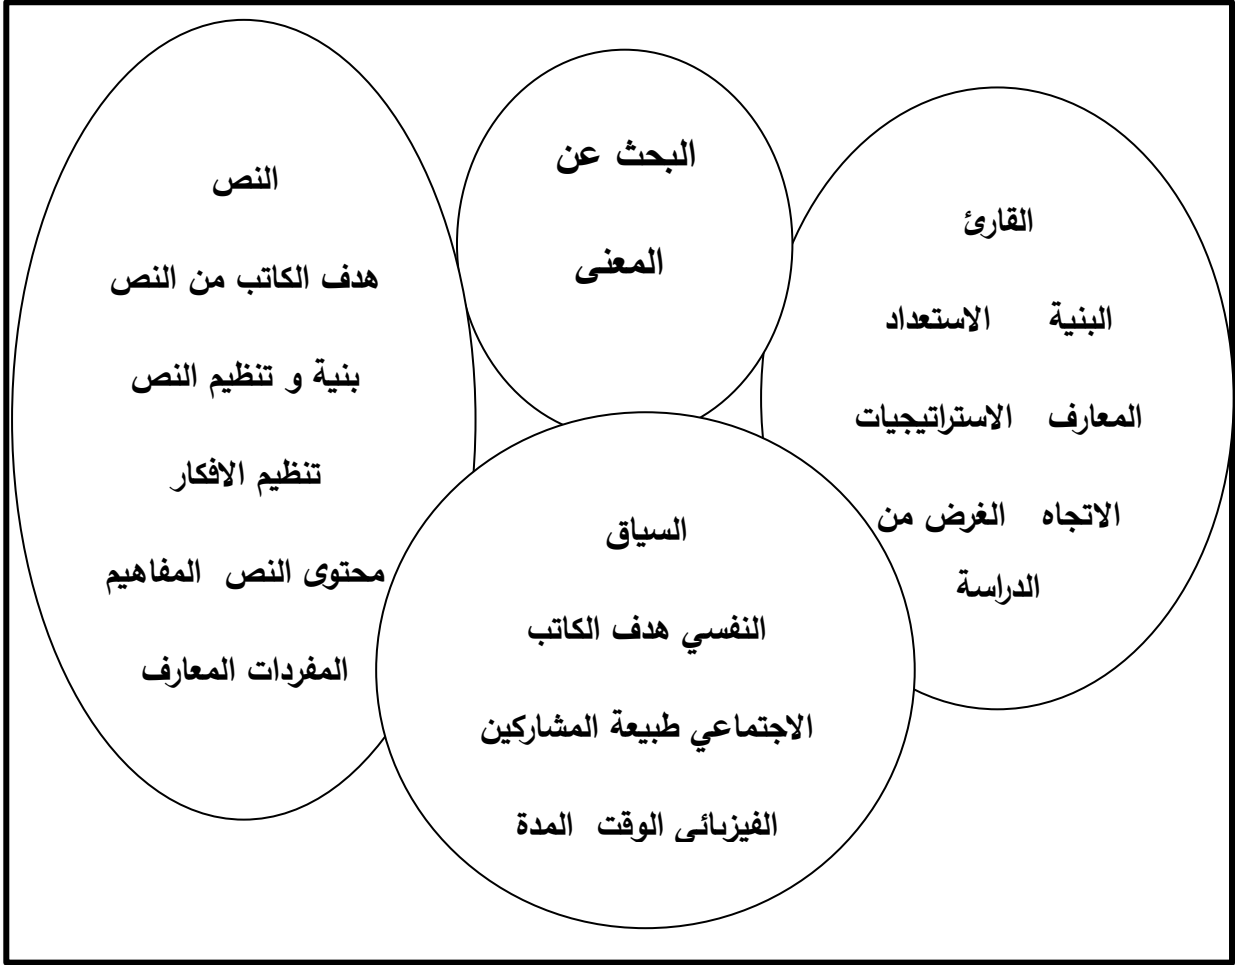 البحث عن
المعنى
القارئ
البنية الاستعداد
المعارف الاستراتيجيات
الاتجاه الغرض من
الدراسة
النص
هدف الكاتب من النص
بنية و تنظيم النص
تنظيم الافكار
محتوى النص المفاهيم
المفردات المعارف
السياق
النفسي هدف الكاتب
الاجتماعي طبيعة المشاركين
الفيزيائي الوقت المدة